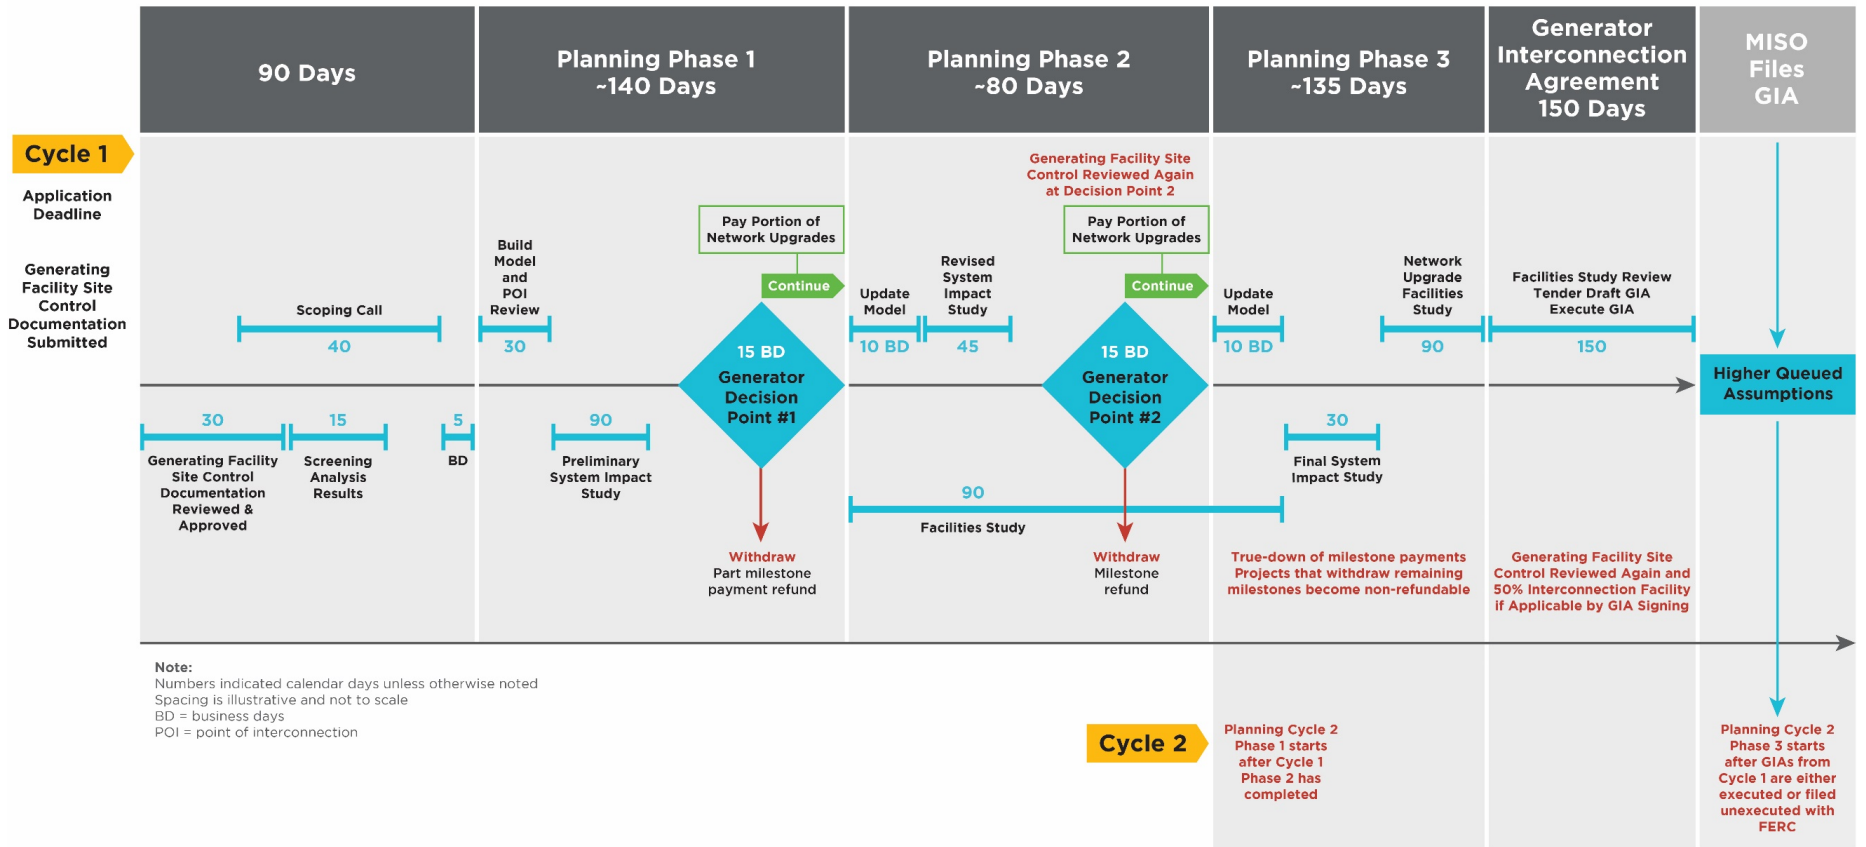 90 Days
Planning Phase 1
~140 Days
Planning Phase 2
~80 Days
Planning Phase 3
~135 Days
Generator
Interconnection
Agreement
150 Days
MISO
Files
GIA
Cycle 1
Application
Deadline
Generating
Facility Site
Control
Documentation
Submitted
Scoping Call
40
30
Generating Facility
Site Control
Documentation
Reviewed &
Approved
15
Screening
Analysis
Results
5
BD
Build
Model
and
POI
Review
30
90
Preliminary
System Impact
Study
Pay Portion of
Network Upgrades
Continue
15 BD
Generator
Decision
Point #1
Withdraw
Part milestone
payment refund
Update
Model
10 BD
Revised
System
Impact
Study
45
90
Facilities Study
Generating Facility Site
Control Reviewed Again
at Decision Point 2
Pay Portion of
Network Upgrades
Continue
15 BD
Generator
Decision
Point #2
Withdraw
Milestone
refund
Update
Model
10 BD
30
Final System
Impact Study
Network
Upgrade
Facilities
Study
90
True-down of milestone payments
Projects that withdraw remaining
milestones become non-refundable
Facilities Study Review
Tender Draft GIA
Execute GIA
150
Generating Facility Site
Control Reviewed Again and
50% Interconnection Facility
if Applicable by GIA Signing
Higher Queued
Assumptions
Note:
Numbers indicated calendar days unless otherwise noted
Spacing is illustrative and not to scale
BD = business days
POI = point of interconnection
Cycle 2
Planning Cycle 2
Phase 1 starts
after Cycle 1
Phase 2 has
completed
Planning Cycle 2
Phase 3 starts
after GIAs from
Cycle 1 are either
executed or filed
unexecuted with
FERC